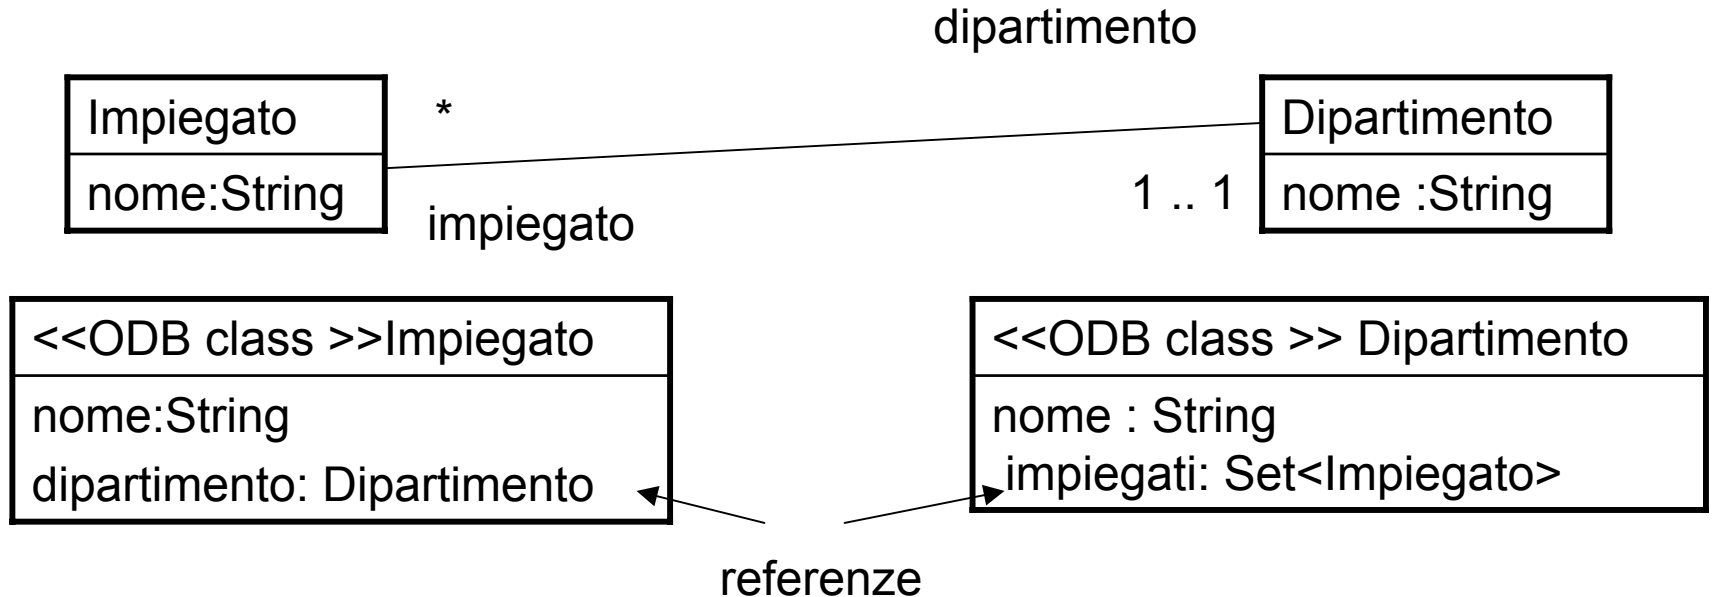 dipartimento
Impiegato
*
Dipartimento
nome:String
1 .. 1
nome :String
impiegato
<<ODB class >>Impiegato
<<ODB class >> Dipartimento
nome:String
nome : String
dipartimento: Dipartimento
impiegati: Set<Impiegato>
referenze